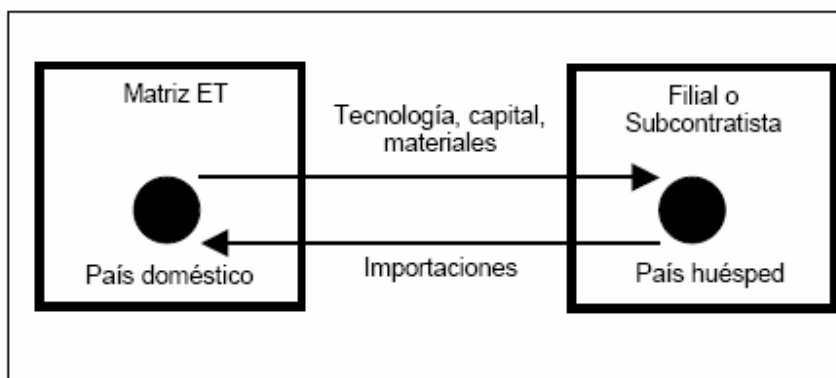 Matriz ET
Tecnología, capital,
materiales
Filial o
Subcontratista
País doméstico
Importaciones
País huésped